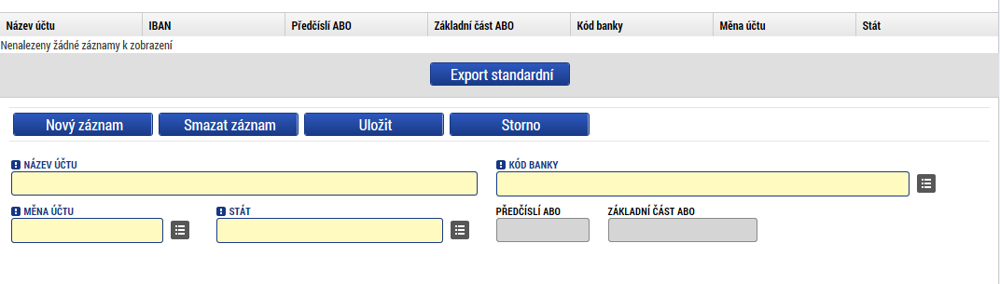 Název účtu IBAN Předčíslí ABO Základní část ABO Kód banky Měna účtu Stát
Nenalezeny žádné záznamy k zobrazení
Export standardní
Nový záznam Smazat záznam Uložit Storno
NÁZEV ÚČTU KÓD BANKY
MĚNA ÚČTU STÁT PŘEDČÍSLÍ ABO ZÁKLADNÍ ČÁST ABO